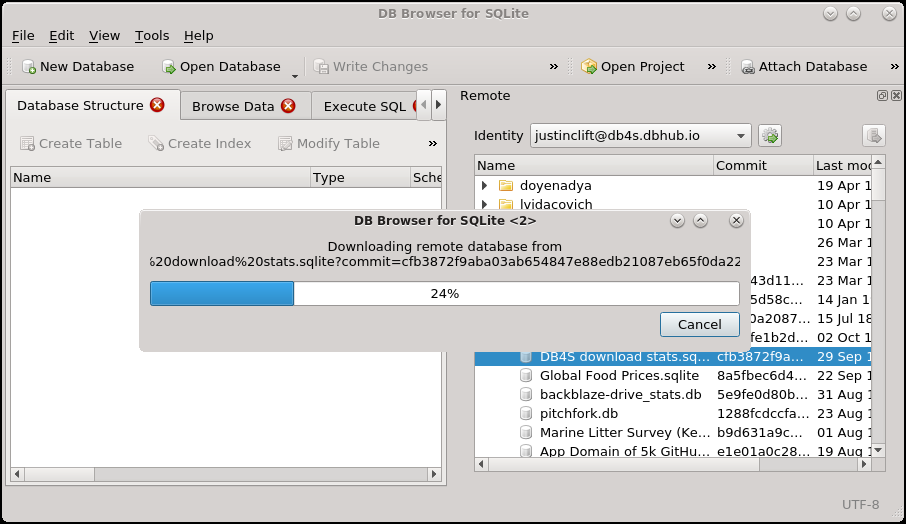 DB Browser for SQLite
File Edit View Tools Help
New Database Open Database Write Changes » Open Project » Attach Database »
Database Structure Browse Data Execute SQL
Remote
Identity justinclift@db4s.dbhub.io
Create Table Create Index Modify Table »
Name Type Sche
Name Commit Last mod
doyenadya 19 Apr 1
lvidacovich 10 Apr 1
10 Apr 1
26 Mar 1
23 Mar 1
43d11... 23 Mar 1
5d58c... 14 Jan 1
0a2087... 15 Jul 18
fe1b2d... 02 Oct 1
DB4S download stats.sq... cfb3872f9a... 29 Sep 1
Global Food Prices.sqlite 8a5fbec6d4... 22 Sep 1
backblaze-drive_stats.db 5e9fe0d80b... 31 Aug 1
pitchfork.db 1288fcdccfa... 23 Aug 1
Marine Litter Survey (Ke... b9d631a9c... 01 Aug 1
App Domain of 5k GitHu... e1e01a0c28... 19 Aug 1
DB Browser for SQLite <2>
Downloading remote database from
%20download%20stats.sqlite?commit=cfb3872f9aba03ab654847e88edb21087eb65f0da22
24%
Cancel
UTF-8